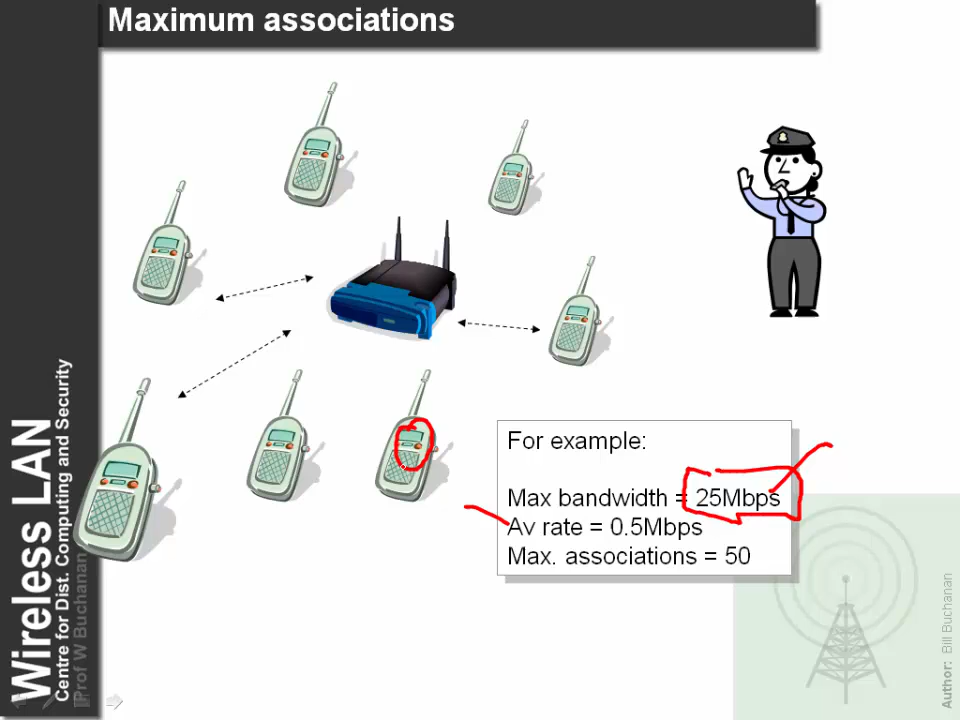 Maximum associations
For example:
Max bandwidth = 25Mbps
Av rate = 0.5Mbps
Max. associations = 50
Wireless LAN
Centre for Dist. Computing and Security
Prof W Buchanan
Author: Bill Buchanan